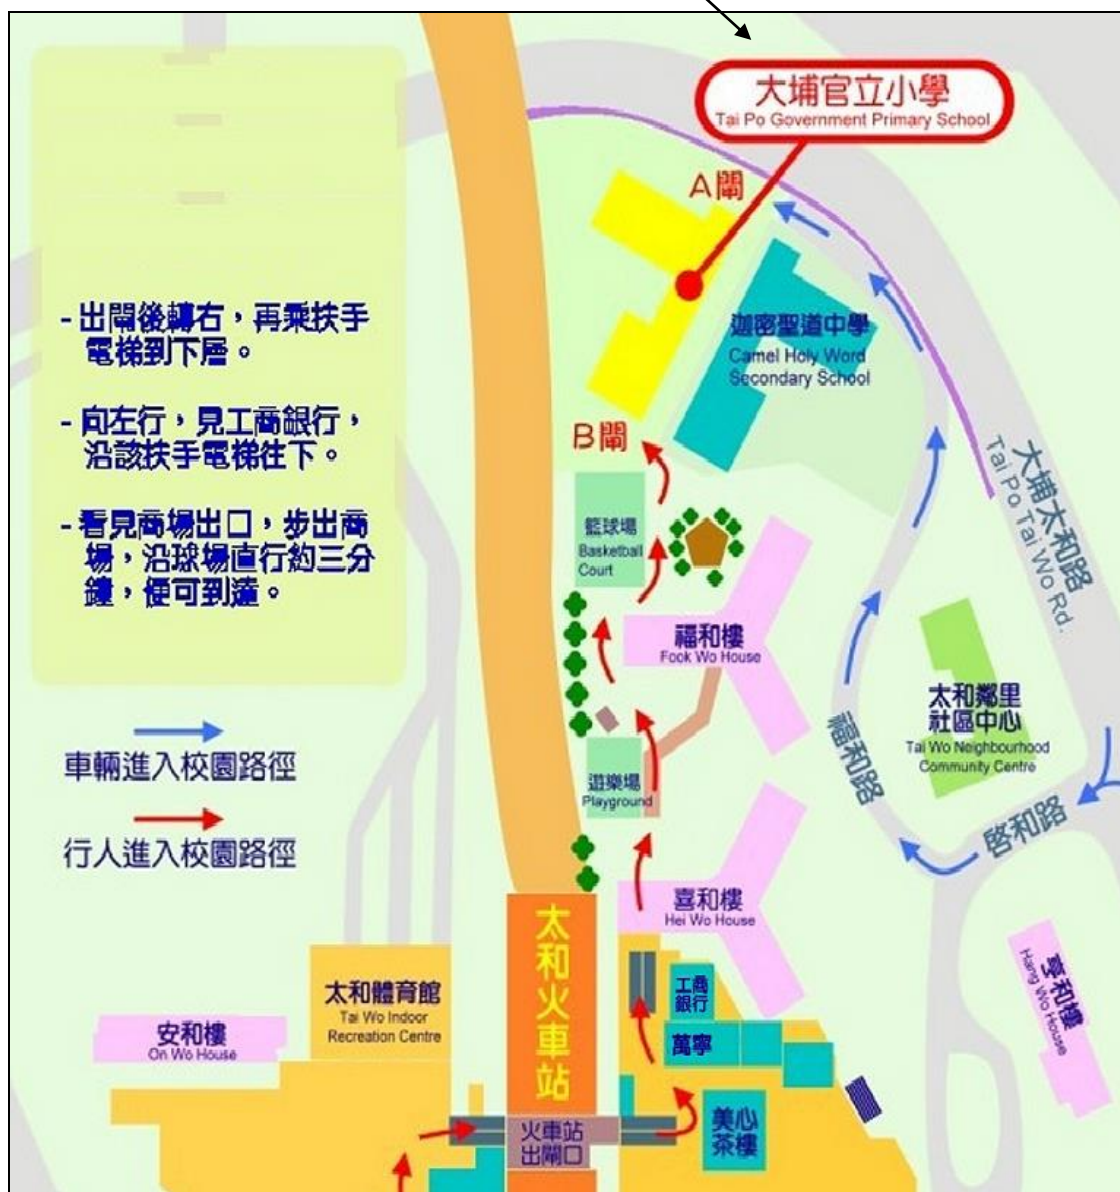 大埔官立小學
Tai Po Government Primary School
A閘
- 出閘後轉右，再乘扶手
電梯到下層。
- 向左行，見工商銀行，
沿該扶手電梯往下。
- 看見商場出口，步出商
場，沿球場直行約三分
鐘，便可到達。
迦密聖道中學
Camel Holy Word
Secondary School
B閘
籃球場
Basketball
Court
大埔太和路
Tai Po Tai Wo Rd.
福和樓
Fook Wo House
太和鄰里
社區中心
Tai Wo Neighbourhood
Community Centre
福和路
車輛進入校園路徑
遊樂場
Playground
啓和路
行人進入校園路徑
喜和樓
Hei Wo House
太和火車站
亨和樓
Hang Wo House
太和體育館
Tai Wo Indoor
Recreation Centre
工商
銀行
安和樓
On Wo House
萬寧
火車站
出閘口
美心
茶樓